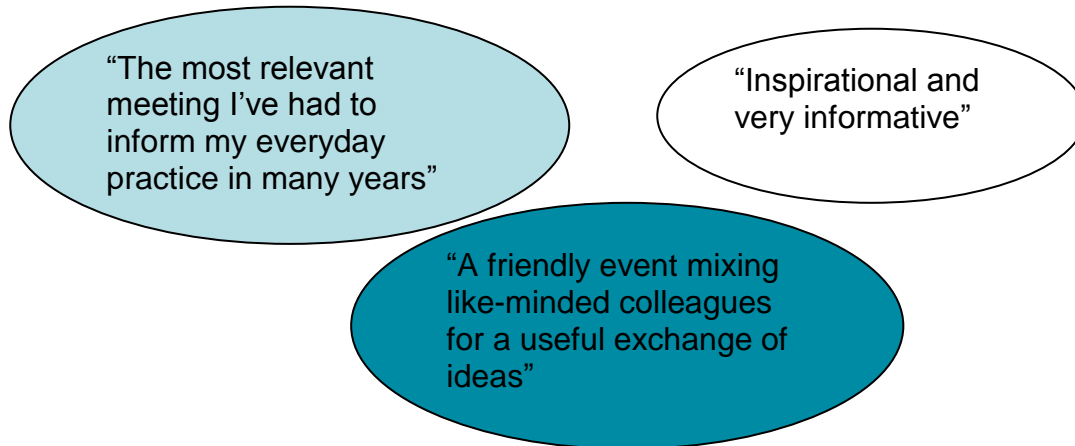 “The most relevant
meeting I’ve had to
inform my everyday
practice in many years”
“Inspirational and
very informative”
“A friendly event mixing
like-minded colleagues
for a useful exchange of
ideas”